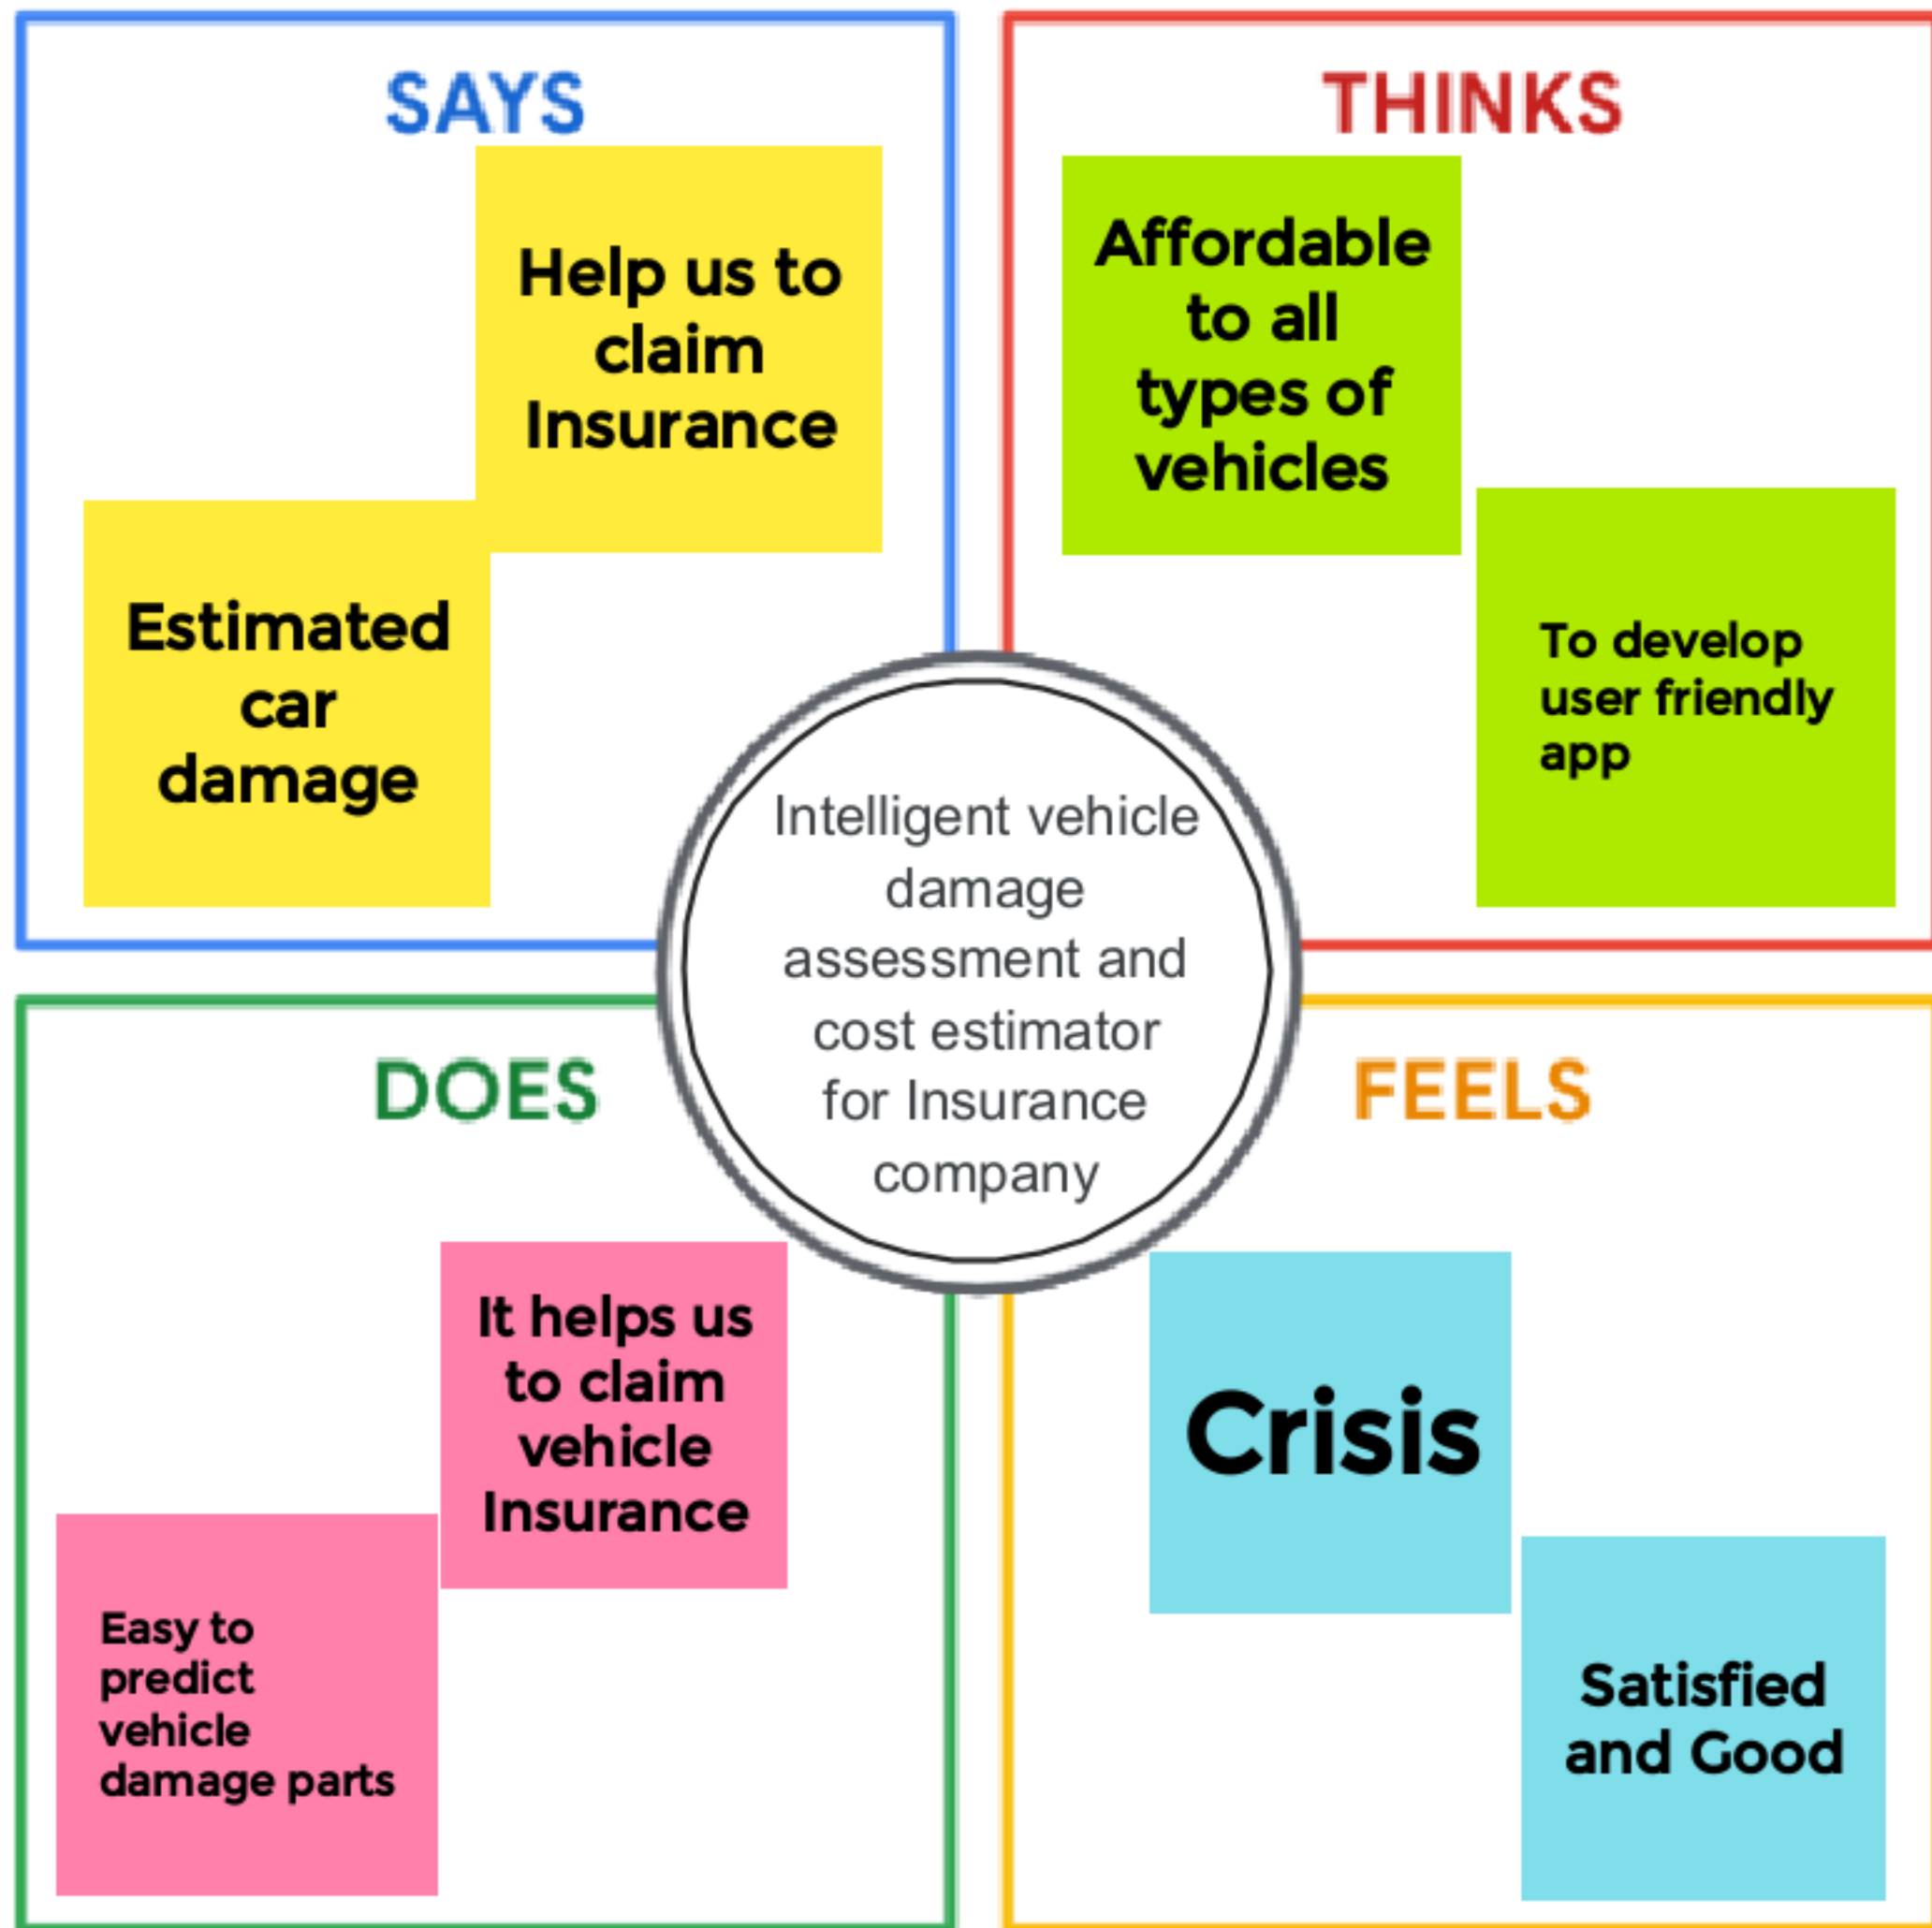 SAYS
Help us to
claim
Insurance
Estimated
car
damage
THINKS
Affordable
to all
types of
vehicles
To develop
user friendly
app
Intelligent vehicle
damage
assessment and
cost estimator
for Insurance
company
DOES
It helps us
to claim
vehicle
Insurance
Easy to
predict
vehicle
damage parts
FEELS
Crisis
Satisfied
and Good